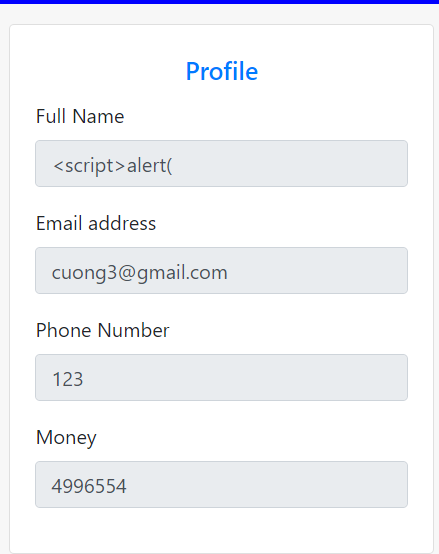 Profile
Full Name
<script>alert(
Email address
cuong3@gmail.com
Phone Number
123
Money
4996554